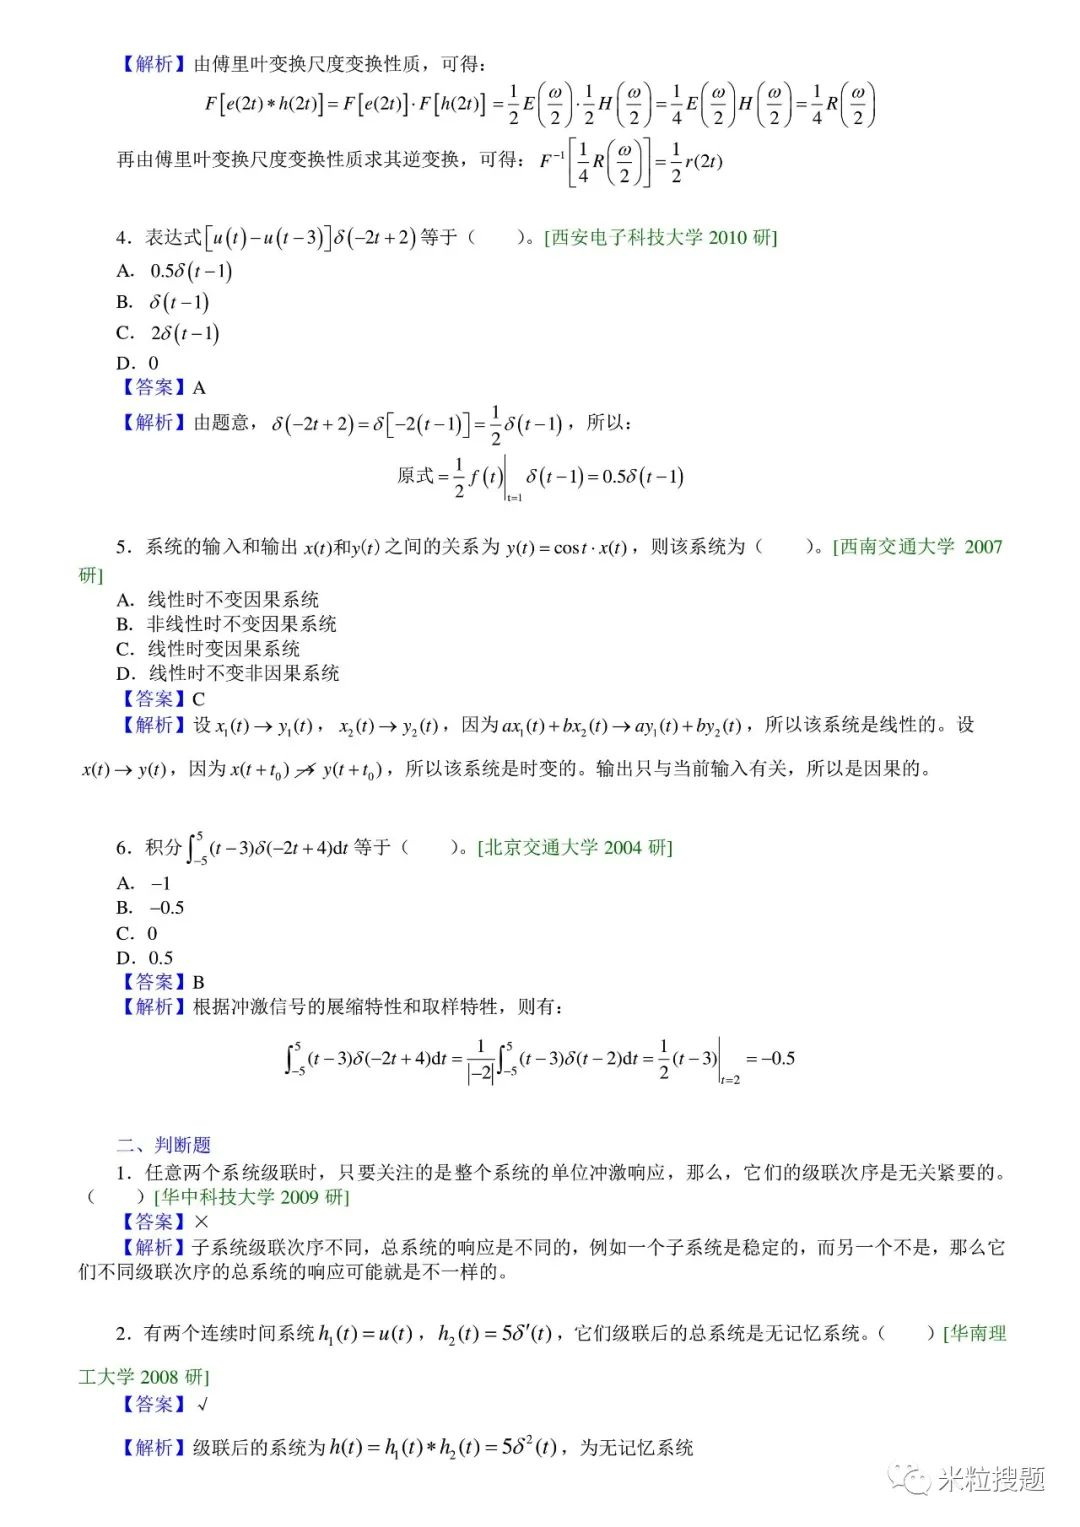 【解析】由傅里叶变换尺度变换性质，可得：
F[e(2t)*h(2t)]=F[e(2t)]·F[h(2t)]=1/2E(ω/2)·1/2H(ω/2)=1/4E(ω/2)H(ω/2)=1/4R(ω/2)
再由傅里叶变换尺度变换性质求其逆变换，可得：F⁻¹[1/4R(ω/2)]=1/2r(2t)
4．表达式[u(t)−u(t−3)]δ(−2t+2)等于（　　）。[西安电子科技大学 2010 研]
A．0.5δ(t−1)
B．δ(t−1)
C．2δ(t−1)
D．0
【答案】A
【解析】由题意，δ(−2t+2)=δ[−2(t−1)]=1/2δ(t−1)，所以：
原式=1/2f(t)|t=1 δ(t−1)=0.5δ(t−1)
5．系统的输入和输出 x(t)和y(t)之间的关系为 y(t)=cost·x(t)，则该系统为（　　）。[西南交通大学 2007
研]
A．线性时不变因果系统
B．非线性时不变因果系统
C．线性时变因果系统
D．线性时不变非因果系统
【答案】C
【解析】设 x₁(t)→y₁(t)，x₂(t)→y₂(t)，因为 ax₁(t)+bx₂(t)→ay₁(t)+by₂(t)，所以该系统是线性的。设
x(t)→y(t)，因为 x(t+t₀)↛y(t+t₀)，所以该系统是时变的。输出只与当前输入有关，所以是因果的。
6．积分∫₋₅⁵(t−3)δ(−2t+4)dt 等于（　　）。[北京交通大学 2004 研]
A．−1
B．−0.5
C．0
D．0.5
【答案】B
【解析】根据冲激信号的展缩特性和取样特牲，则有：
∫₋₅⁵(t−3)δ(−2t+4)dt=1/|−2|∫₋₅⁵(t−3)δ(t−2)dt=1/2(t−3)|t=2=−0.5
二、判断题
1．任意两个系统级联时，只要关注的是整个系统的单位冲激响应，那么，它们的级联次序是无关紧要的。
（　　）[华中科技大学 2009 研]
【答案】×
【解析】子系统级联次序不同，总系统的响应是不同的，例如一个子系统是稳定的，而另一个不是，那么它
们不同级联次序的总系统的响应可能就是不一样的。
2．有两个连续时间系统 h₁(t)=u(t)，h₂(t)=5δ′(t)，它们级联后的总系统是无记忆系统。（　　）[华南理
工大学 2008 研]
【答案】√
【解析】级联后的系统为 h(t)=h₁(t)*h₂(t)=5δ²(t)，为无记忆系统
米粒搜题